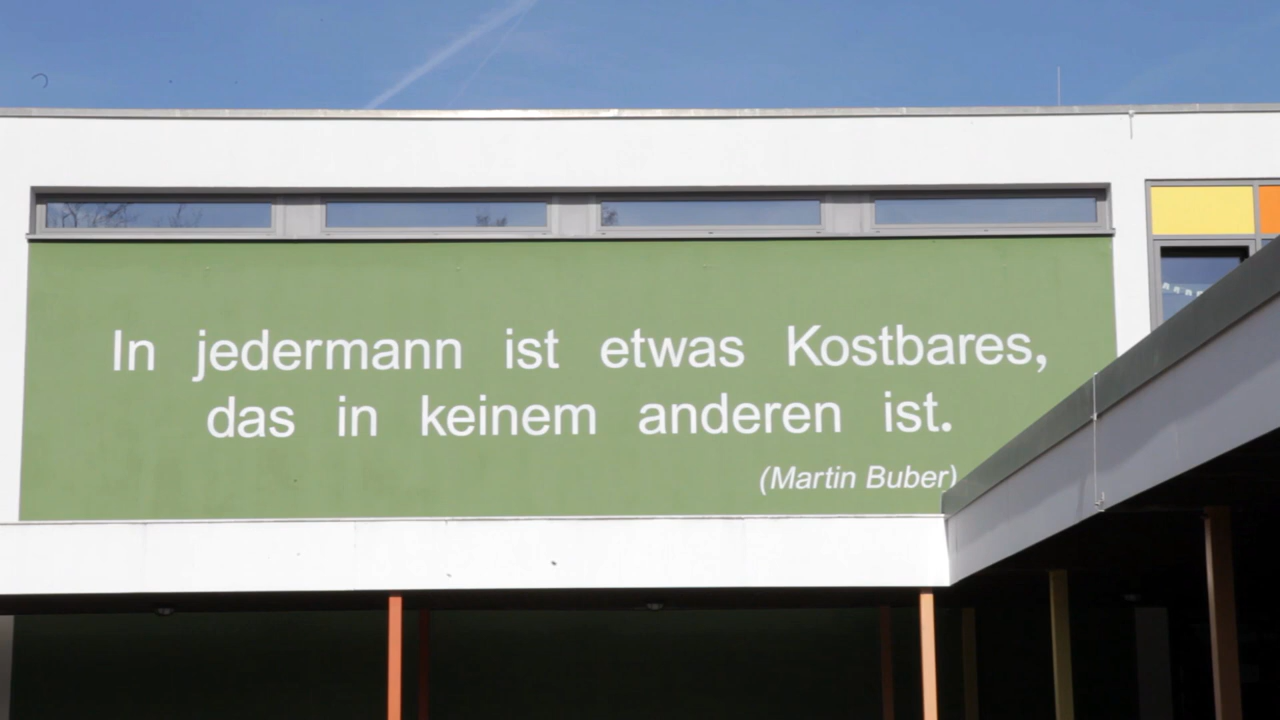 In jedermann ist etwas Kostbares,
das in keinem anderen ist.
(Martin Buber)